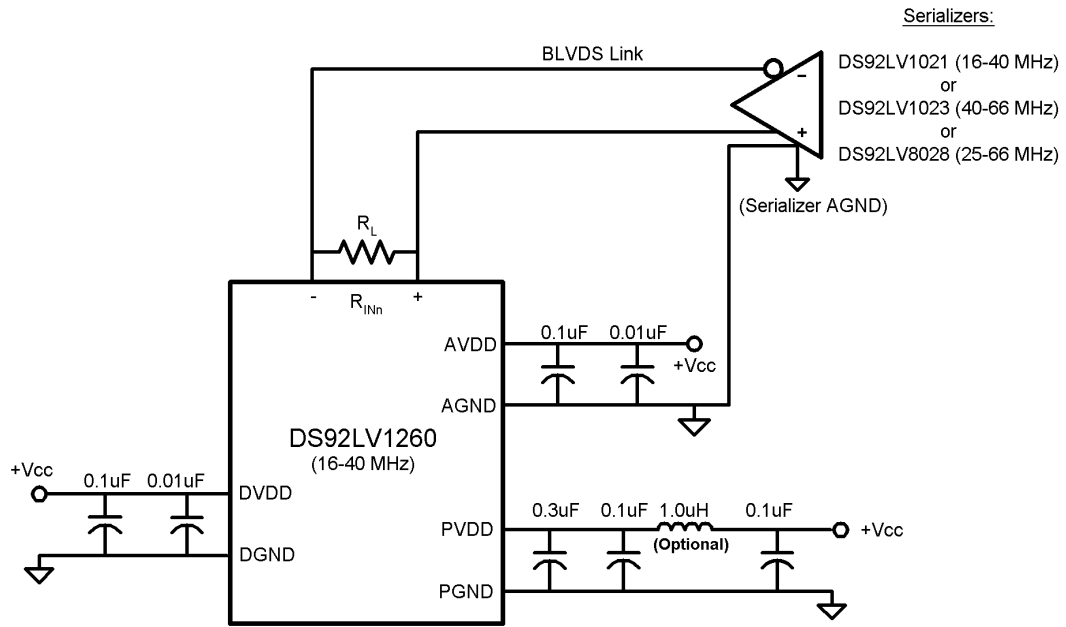 Serializers:
BLVDS Link
DS92LV1021 (16-40 MHz)
or
DS92LV1023 (40-66 MHz)
or
DS92LV8028 (25-66 MHz)
-
+
(Serializer AGND)
RL
- RINn +
AVDD
0.1uF 0.01uF
+Vcc
AGND
DS92LV1260
(16-40 MHz)
+Vcc
0.1uF 0.01uF
DVDD
DGND
PVDD
0.3uF 0.1uF 1.0uH 0.1uF
(Optional)
+Vcc
PGND